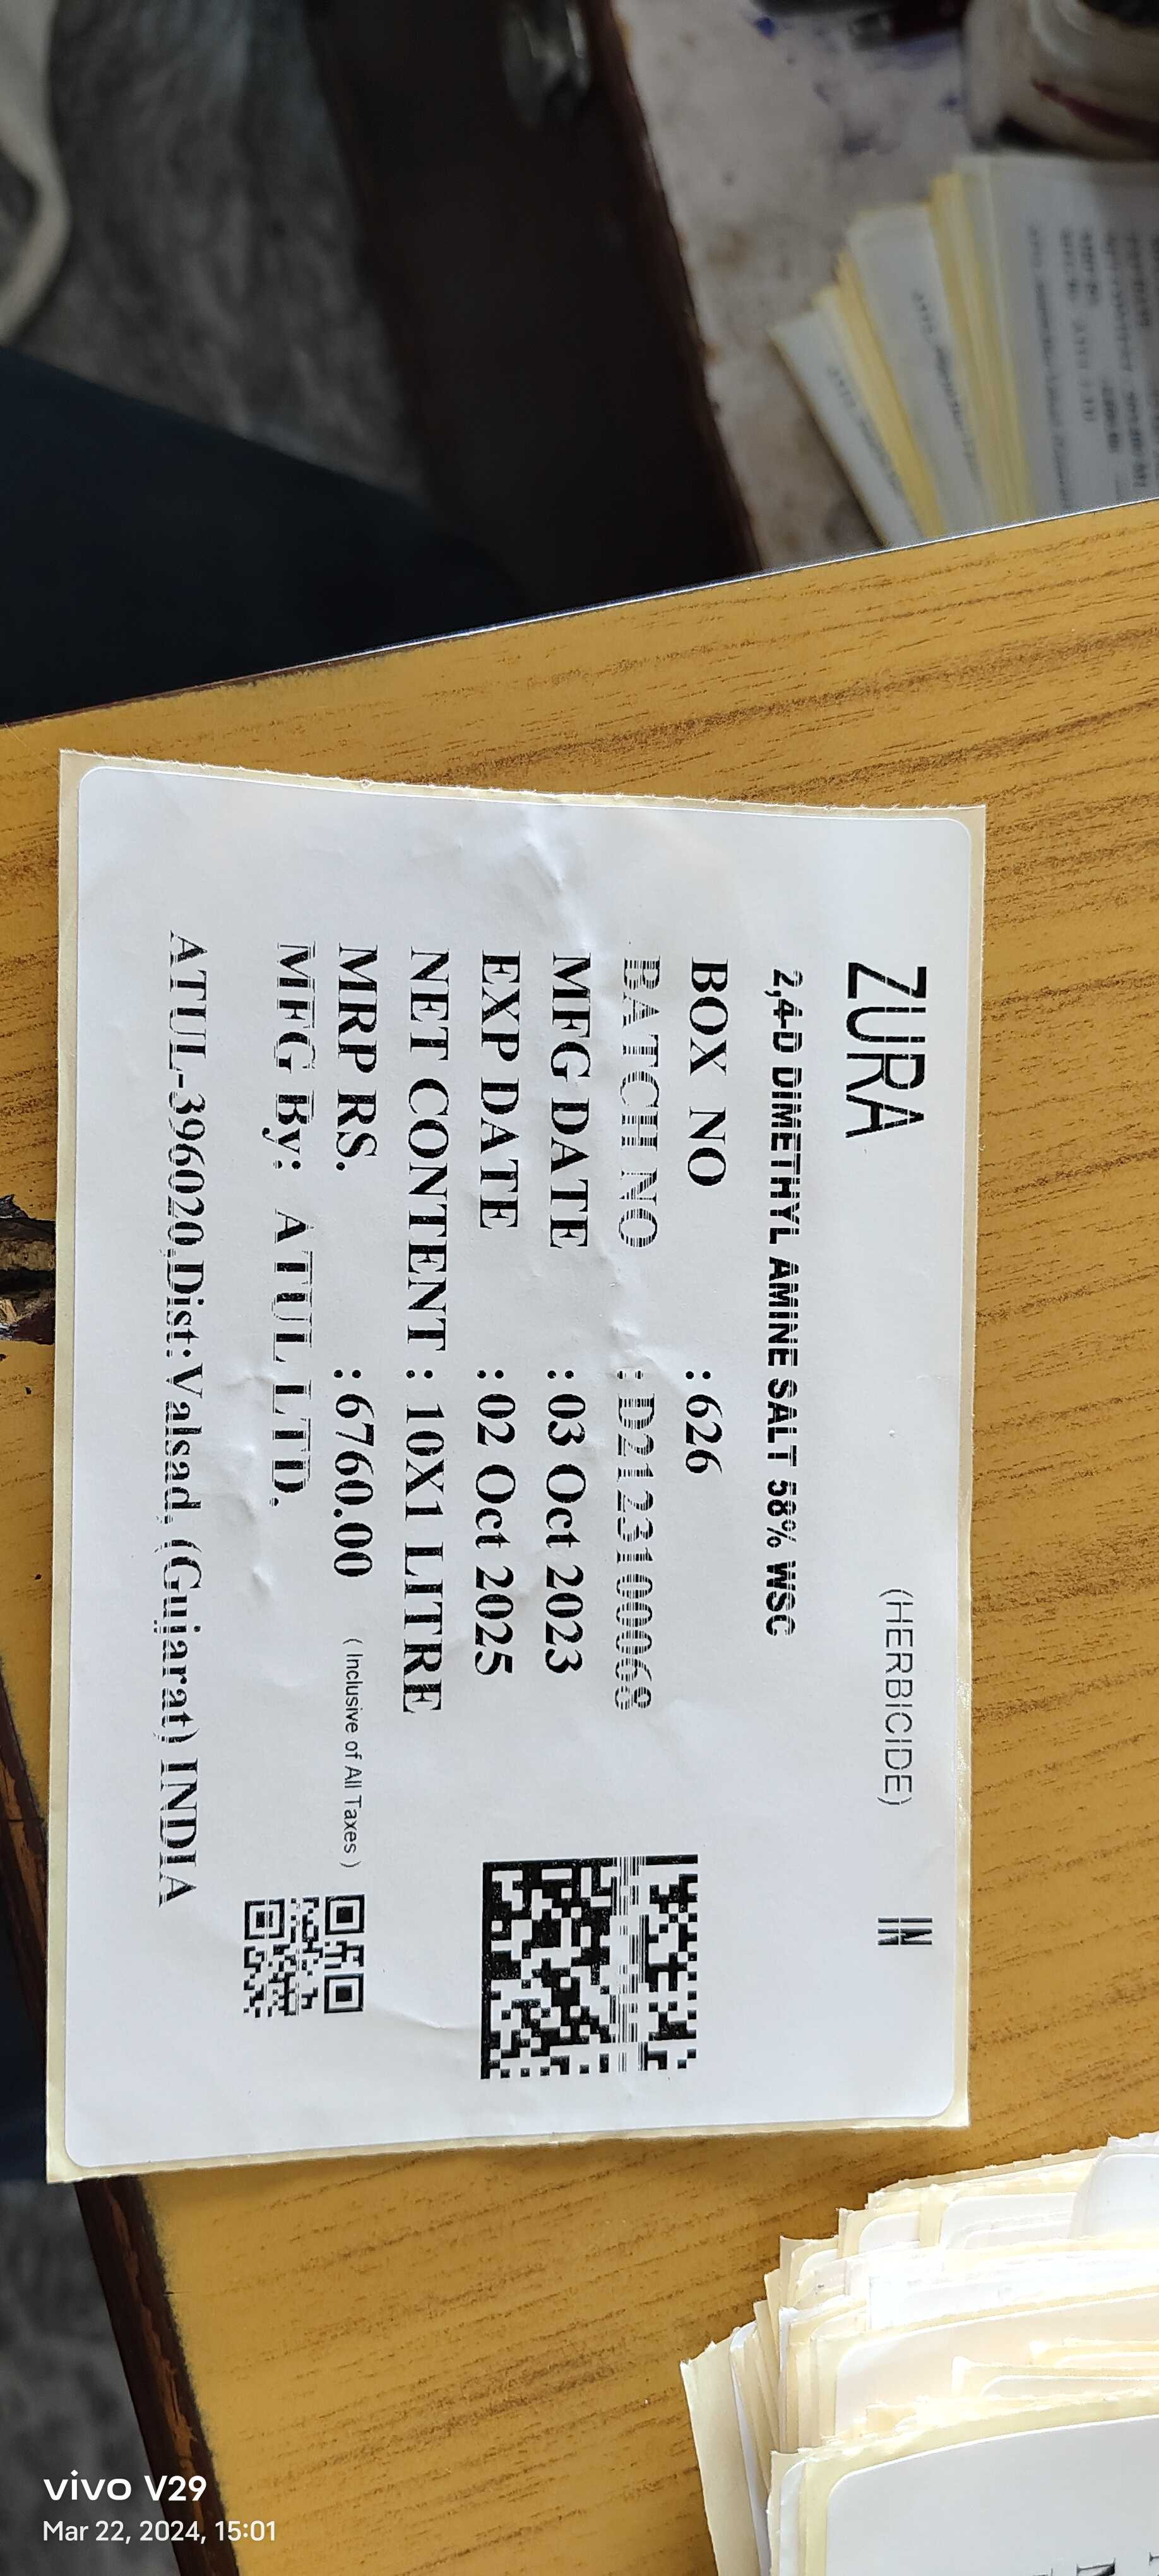 ZURA (HERBICIDE) IN
2,4-D DIMETHYL AMINE SALT 58% WSC
BOX NO :626
BATCH NO
MFG DATE :03 Oct 2023
EXP DATE :02 Oct 2025
NET CONTENT : 10X1 LITRE
MRP RS. :6760.00 ( Inclusive of All Taxes )
MFG By: ATUL LTD.
ATUL-396020,Dist:Valsad, (Gujarat) INDIA
vivo V29
Mar 22, 2024, 15:01